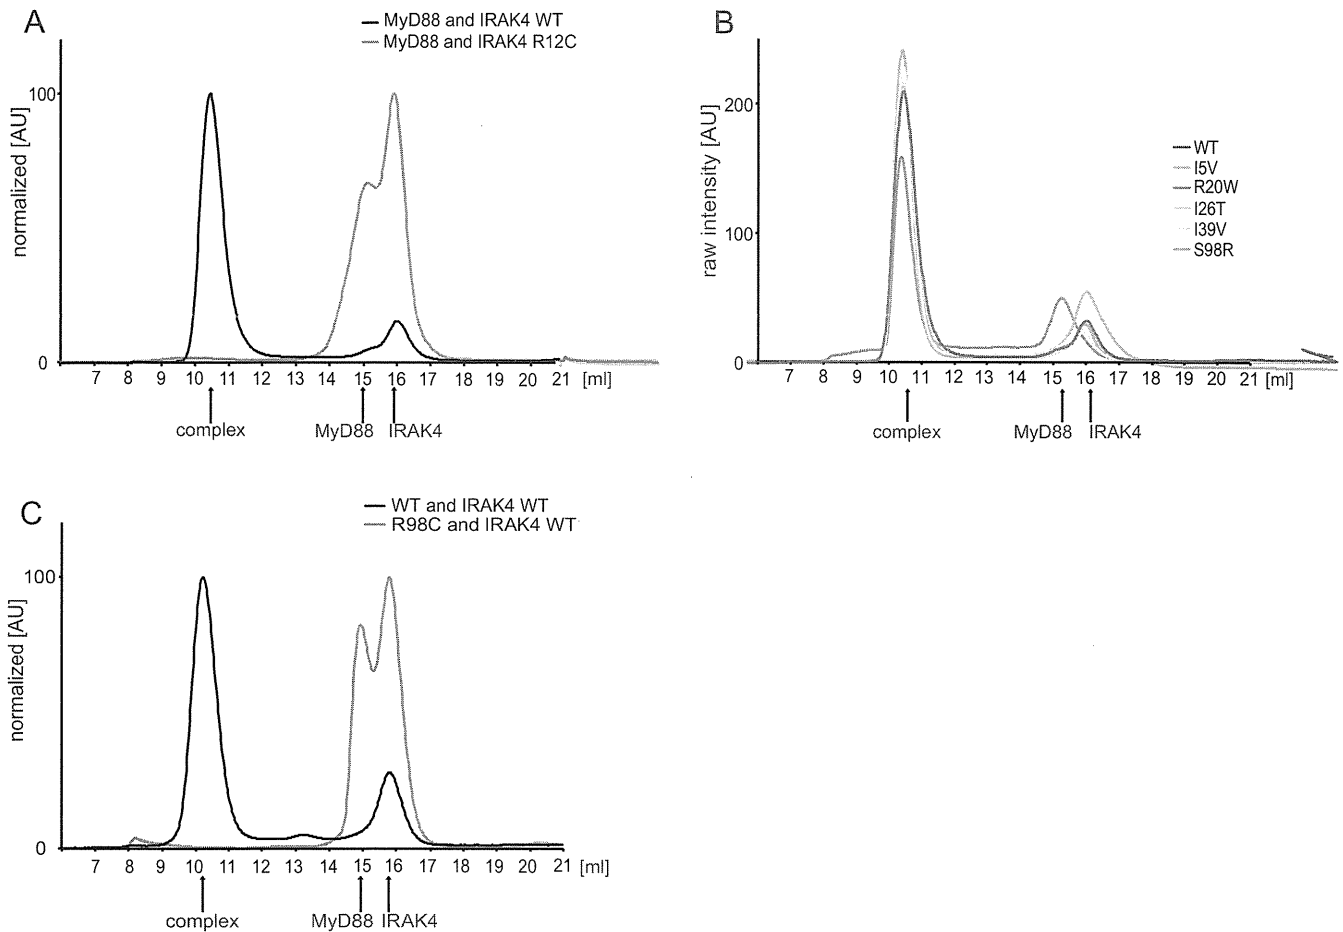 A
MyD88 and IRAK4 WT
MyD88 and IRAK4 R12C
normalized [AU]
100
0
7 8 9 10 11 12 13 14 15 16 17 18 19 20 21 [ml]
complex MyD88 IRAK4
B
raw intensity [AU]
200
100
0
WT
I5V
R20W
I26T
I39V
S98R
7 8 9 10 11 12 13 14 15 16 17 18 19 20 21 [ml]
complex MyD88 IRAK4
C
WT and IRAK4 WT
R98C and IRAK4 WT
normalized [AU]
100
0
7 8 9 10 11 12 13 14 15 16 17 18 19 20 21 [ml]
complex MyD88 IRAK4